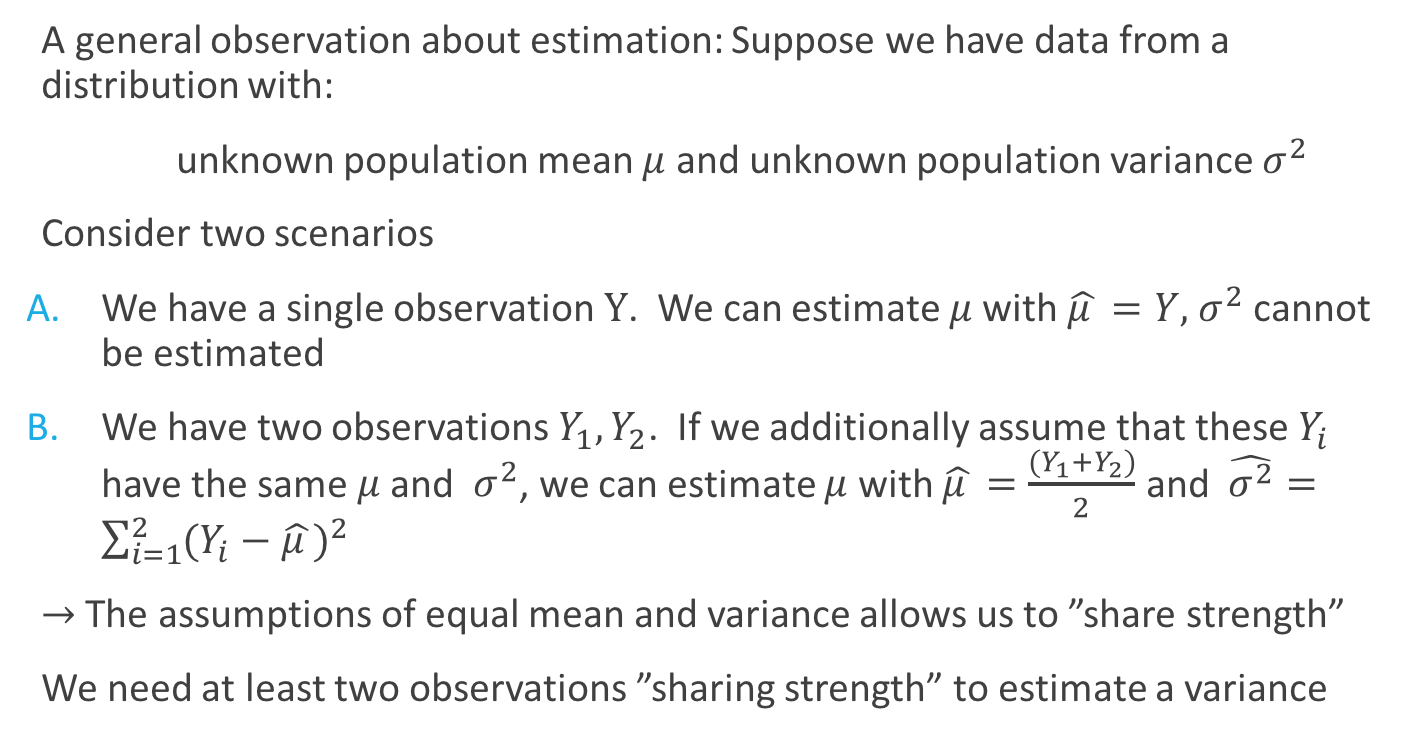 A general observation about estimation: Suppose we have data from a
distribution with:
unknown population mean μ and unknown population variance σ²
Consider two scenarios
A. We have a single observation Y. We can estimate μ with μ̂ = Y, σ² cannot
be estimated
B. We have two observations Y₁, Y₂. If we additionally assume that these Yᵢ
have the same μ and σ², we can estimate μ with μ̂ = (Y₁+Y₂)/2 and σ²̂ =
∑²ᵢ₌₁(Yᵢ − μ̂)²
→ The assumptions of equal mean and variance allows us to ”share strength”
We need at least two observations ”sharing strength” to estimate a variance